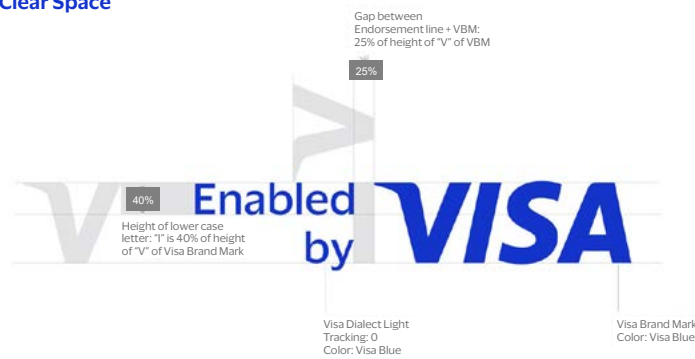 Clear Space
Gap between
Endorsement line + VBM:
25% of height of "V" of VBM
25%
V
V
40%
Enabled
by
VISA
Height of lower case
letter: "l" is 40% of height
of "V" of Visa Brand Mark
Visa Dialect Light
Tracking: 0
Color: Visa Blue
Visa Brand Mark
Color: Visa Blue